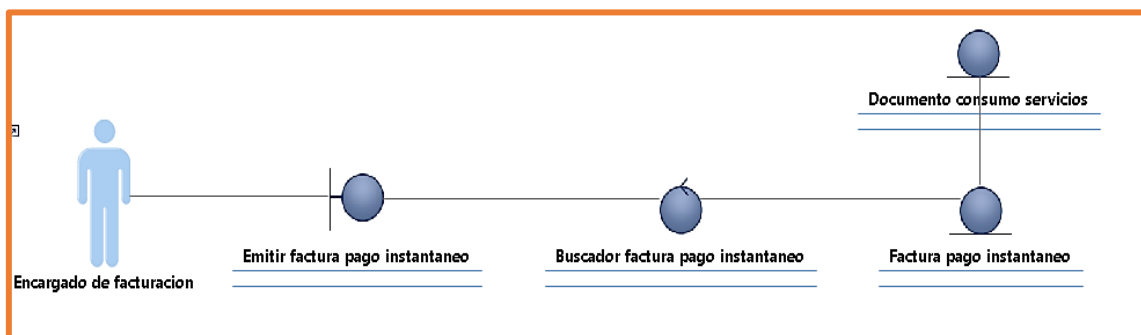 Documento consumo servicios
Emitir factura pago instantaneo
Buscador factura pago instantaneo
Factura pago instantaneo
Encargado de facturacion